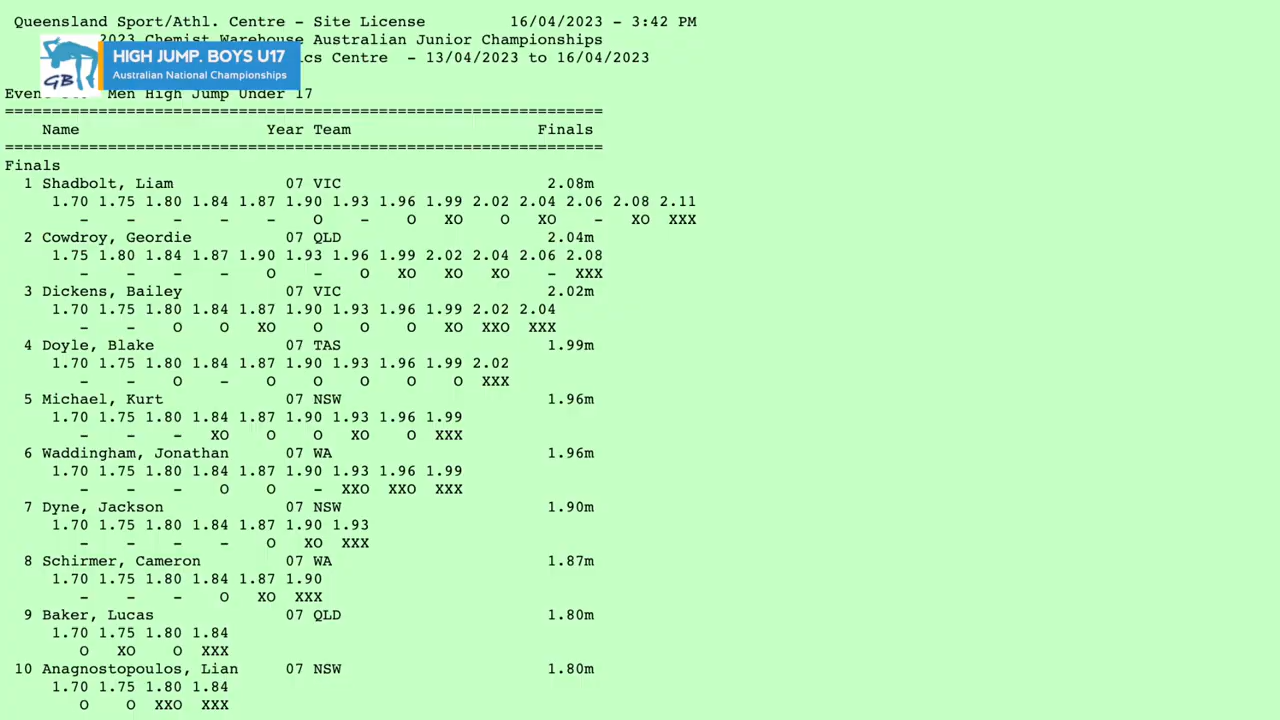 Queensland Sport/Athl. Centre - Site License 16/04/2023 - 3:42 PM
2023 Chemist Warehouse Australian Junior Championships
HIGH JUMP. BOYS U17
Australian National Championships
GB
Centre - 13/04/2023 to 16/04/2023
Men High Jump Under 17
===============================================================
Name Year Team Finals
===============================================================
Finals
1 Shadbolt, Liam 07 VIC 2.08m
1.70 1.75 1.80 1.84 1.87 1.90 1.93 1.96 1.99 2.02 2.04 2.06 2.08 2.11
- - - - - O - O XO O XO - XO XXX
2 Cowdroy, Geordie 07 QLD 2.04m
1.75 1.80 1.84 1.87 1.90 1.93 1.96 1.99 2.02 2.04 2.06 2.08
- - - - O - O XO XO XO - XXX
3 Dickens, Bailey 07 VIC 2.02m
1.70 1.75 1.80 1.84 1.87 1.90 1.93 1.96 1.99 2.02 2.04
- - O O XO O O O XO XXO XXX
4 Doyle, Blake 07 TAS 1.99m
1.70 1.75 1.80 1.84 1.87 1.90 1.93 1.96 1.99 2.02
- - O - O O O O O XXX
5 Michael, Kurt 07 NSW 1.96m
1.70 1.75 1.80 1.84 1.87 1.90 1.93 1.96 1.99
- - - XO O O XO O XXX
6 Waddingham, Jonathan 07 WA 1.96m
1.70 1.75 1.80 1.84 1.87 1.90 1.93 1.96 1.99
- - - O O - XXO XXO XXX
7 Dyne, Jackson 07 NSW 1.90m
1.70 1.75 1.80 1.84 1.87 1.90 1.93
- - - - O XO XXX
8 Schirmer, Cameron 07 WA 1.87m
1.70 1.75 1.80 1.84 1.87 1.90
- - - O XO XXX
9 Baker, Lucas 07 QLD 1.80m
1.70 1.75 1.80 1.84
O XO O XXX
10 Anagnostopoulos, Lian 07 NSW 1.80m
1.70 1.75 1.80 1.84
O O XXO XXX